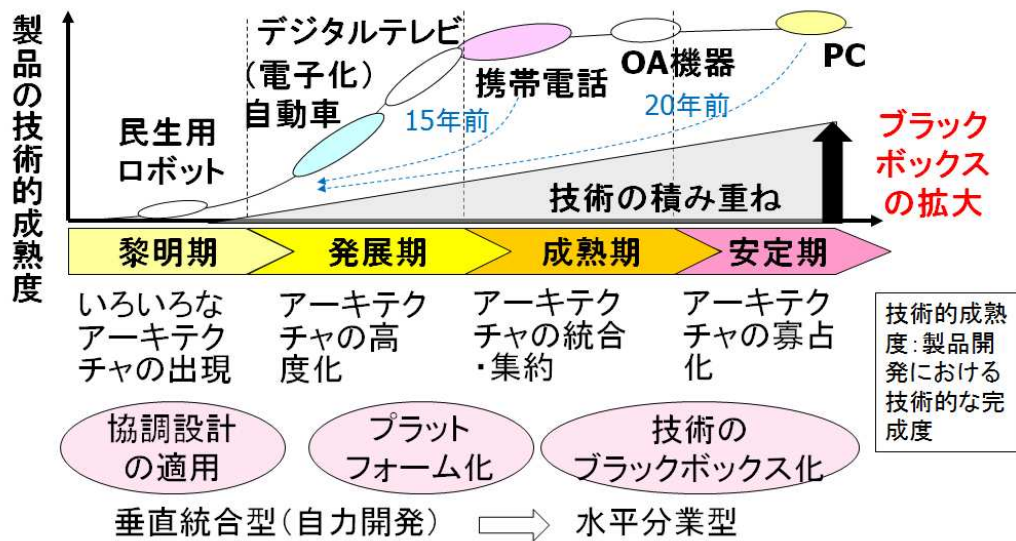 製品の技術的成熟度
デジタルテレビ
(電子化)
自動車
民生用
ロボット
携帯電話
OA機器
PC
15年前
20年前
技術の積み重ね
ブラック
ボックス
の拡大
黎明期
発展期
成熟期
安定期
いろいろな
アーキテク
チャの出現
アーキテク
チャの高
度化
アーキテク
チャの統合
・集約
アーキテク
チャの寡占
化
技術的成熟
度:製品開
発における
技術的な完
成度
協調設計
の適用
プラット
フォーム化
技術の
ブラックボックス化
垂直統合型(自力開発)
水平分業型